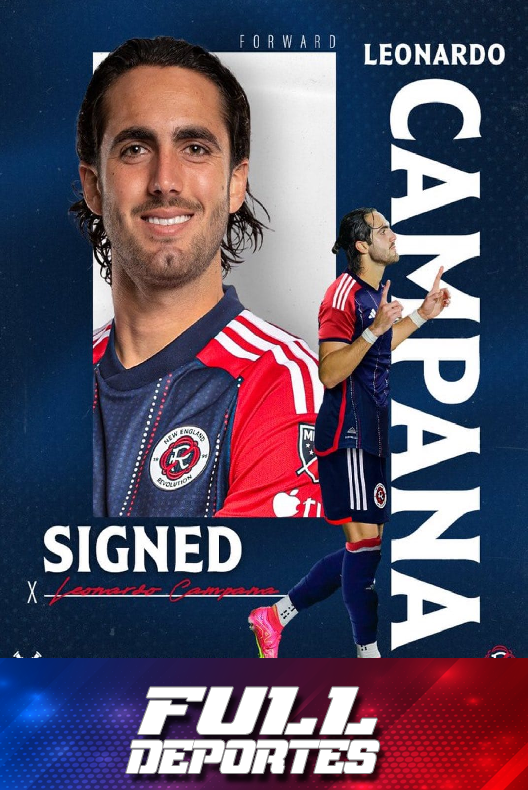 FORWARD
LEONARDO
CAMPANA
NEW ENGLAND
REVOLUTION
SIGNED
X Leonardo Campana
FULL
DEPORTES